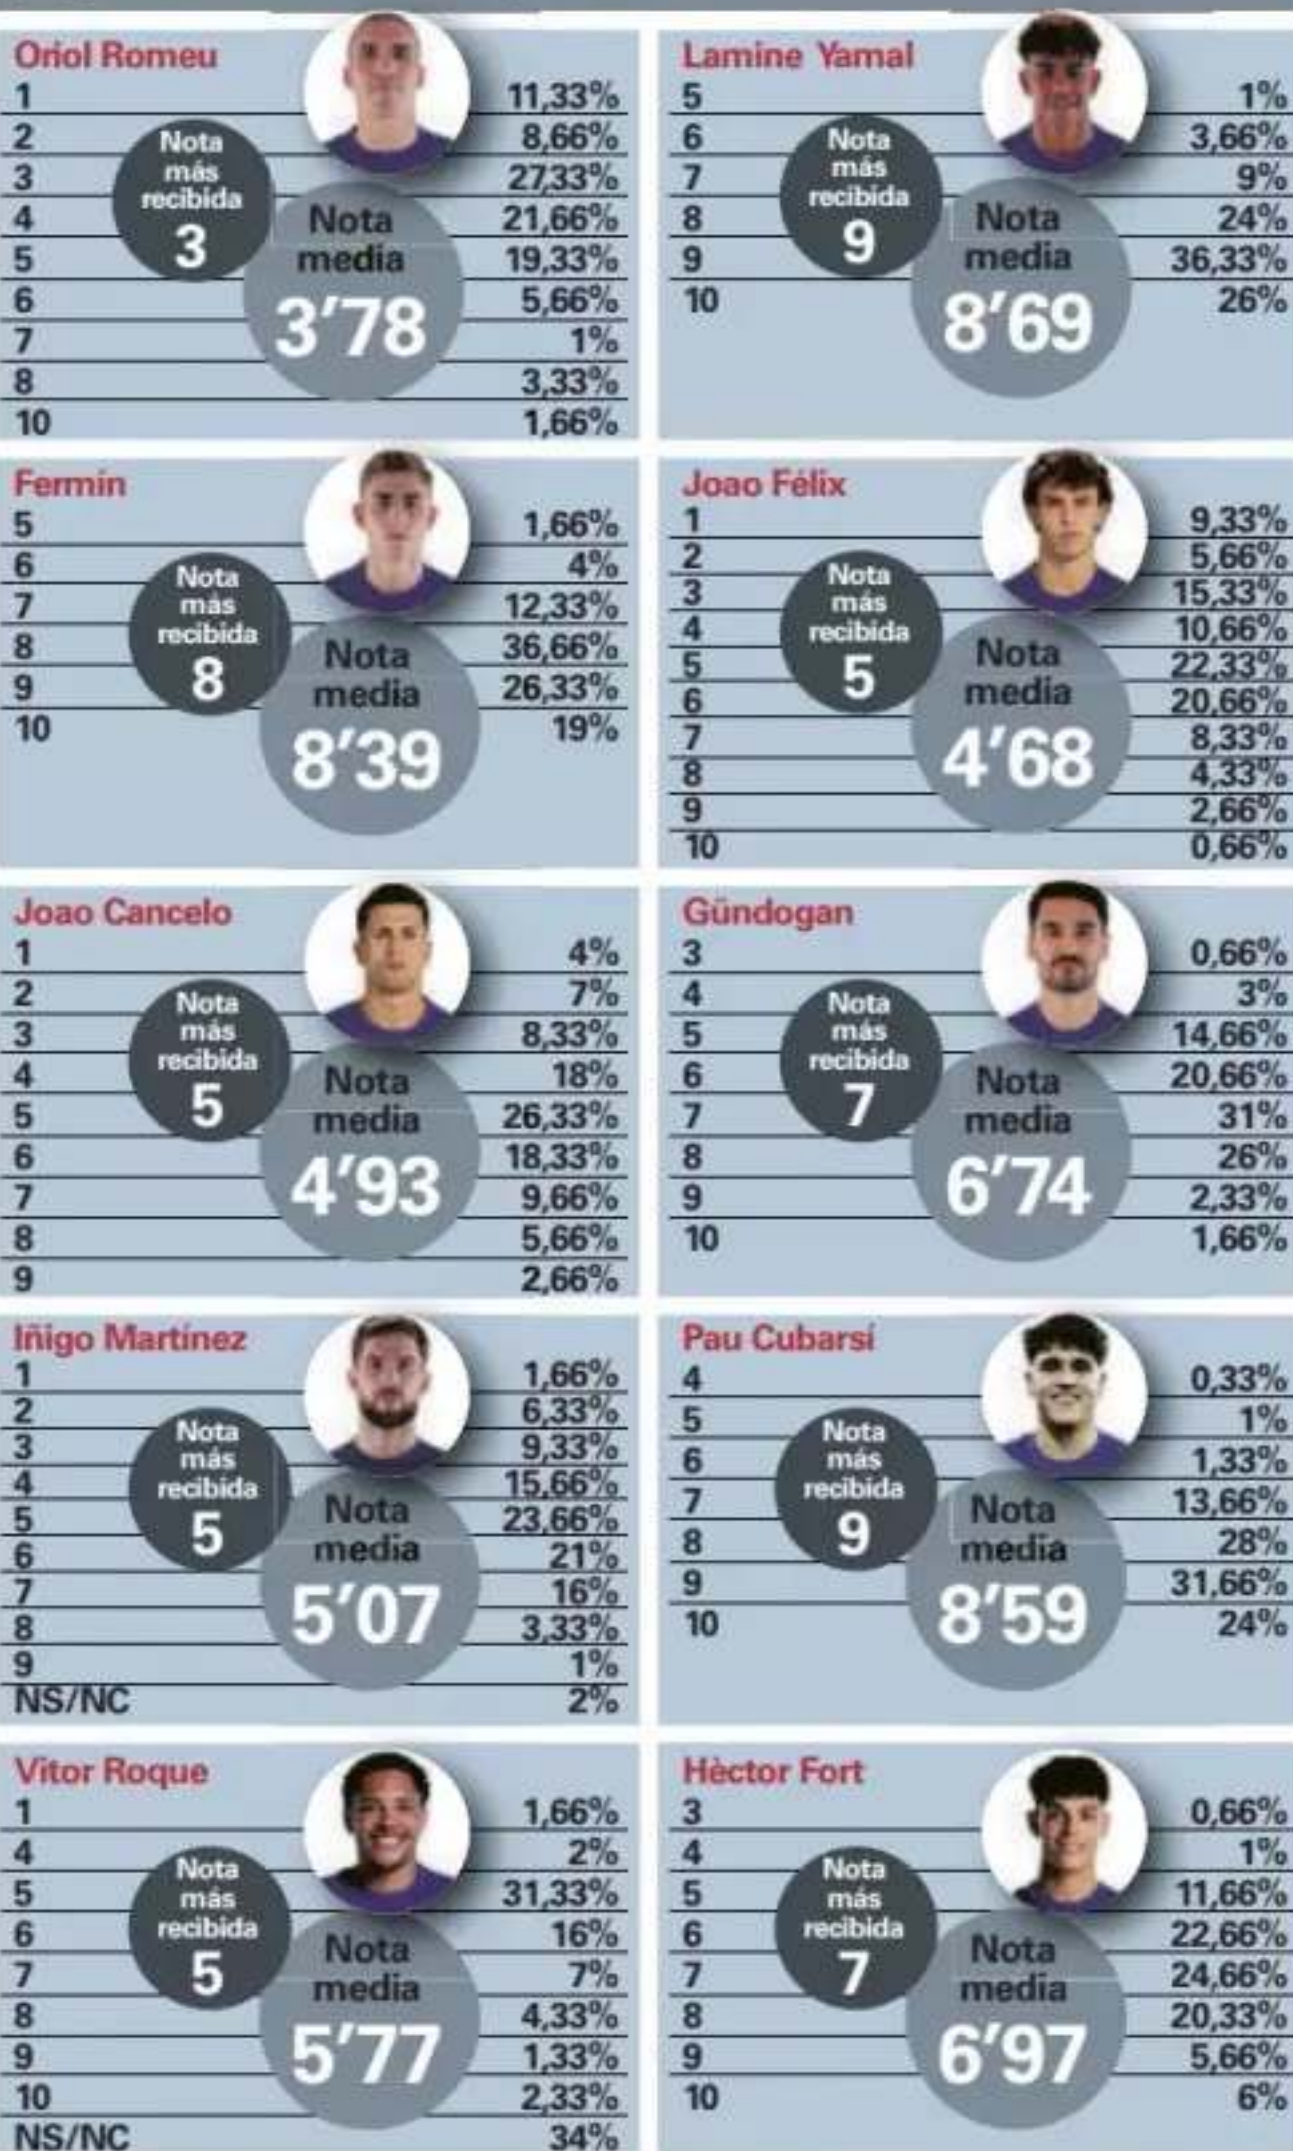 Oriol Romeu
1 11,33%
2 8,66%
3 27,33%
4 21,66%
5 19,33%
6 5,66%
7 1%
8 3,33%
10 1,66%
Nota
más
recibida
3
Nota
media
3'78
Lamine Yamal
5 1%
6 3,66%
7 9%
8 24%
9 36,33%
10 26%
Nota
más
recibida
9
Nota
media
8'69
Fermín
5 1,66%
6 4%
7 12,33%
8 36,66%
9 26,33%
10 19%
Nota
más
recibida
8
Nota
media
8'39
Joao Félix
1 9,33%
2 5,66%
3 15,33%
4 10,66%
5 22,33%
6 20,66%
7 8,33%
8 4,33%
9 2,66%
10 0,66%
Nota
más
recibida
5
Nota
media
4'68
Joao Cancelo
1 4%
2 7%
3 8,33%
4 18%
5 26,33%
6 18,33%
7 9,66%
8 5,66%
9 2,66%
Nota
más
recibida
5
Nota
media
4'93
Gündogan
3 0,66%
4 3%
5 14,66%
6 20,66%
7 31%
8 26%
9 2,33%
10 1,66%
Nota
más
recibida
7
Nota
media
6'74
Iñigo Martínez
1 1,66%
2 6,33%
3 9,33%
4 15,66%
5 23,66%
6 21%
7 16%
8 3,33%
9 1%
NS/NC 2%
Nota
más
recibida
5
Nota
media
5'07
Pau Cubarsí
4 0,33%
5 1%
6 1,33%
7 13,66%
8 28%
9 31,66%
10 24%
Nota
más
recibida
9
Nota
media
8'59
Vitor Roque
1 1,66%
4 2%
5 31,33%
6 16%
7 7%
8 4,33%
9 1,33%
10 2,33%
NS/NC 34%
Nota
más
recibida
5
Nota
media
5'77
Hèctor Fort
3 0,66%
4 1%
5 11,66%
6 22,66%
7 24,66%
8 20,33%
9 5,66%
10 6%
Nota
más
recibida
7
Nota
media
6'97